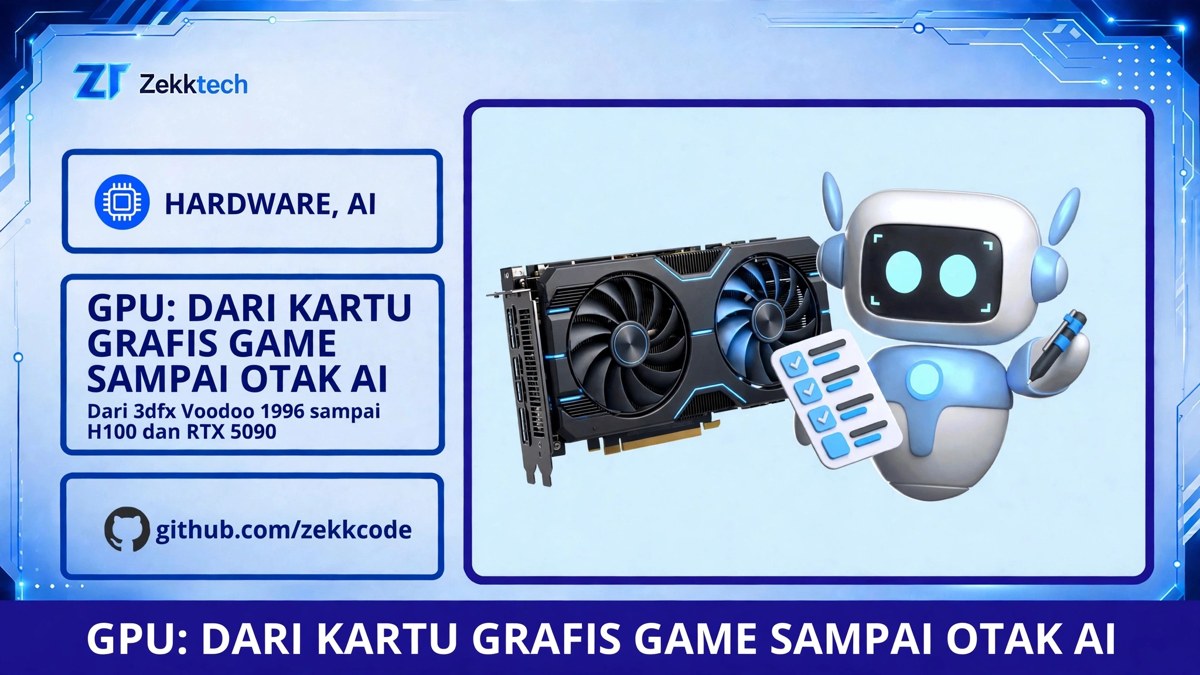 ZT Zekktech
HARDWARE, AI
GPU: DARI KARTU
GRAFIS GAME
SAMPAI OTAK AI
Dari 3dfx Voodoo 1996 sampai
H100 dan RTX 5090
github.com/zekkcode
GPU: DARI KARTU GRAFIS GAME SAMPAI OTAK AI